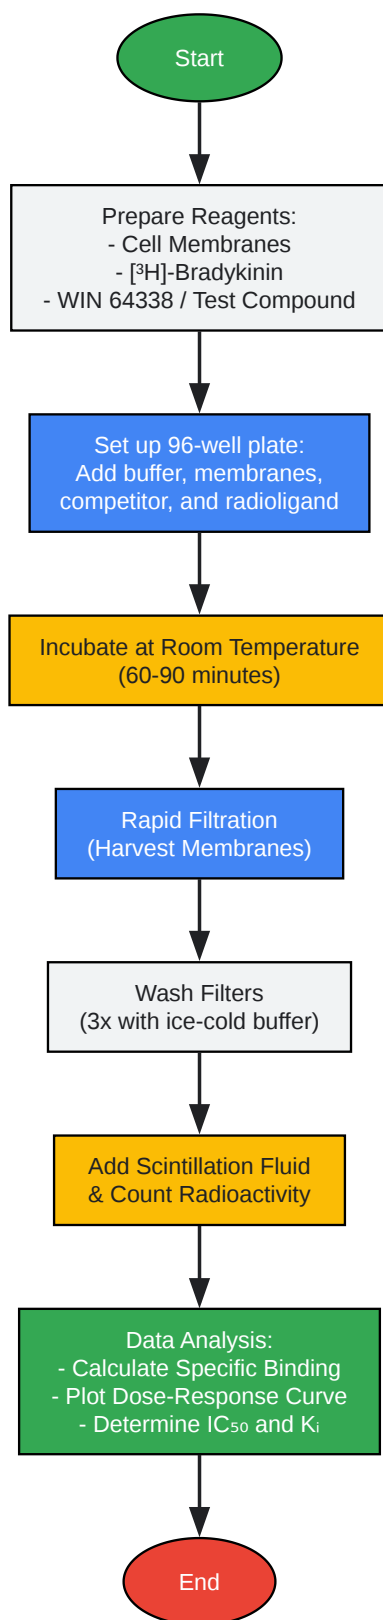 Start
Prepare Reagents:
- Cell Membranes
- [³H]-Bradykinin
- WIN 64338 / Test Compound
Set up 96-well plate:
Add buffer, membranes,
competitor, and radioligand
Incubate at Room Temperature
(60-90 minutes)
Rapid Filtration
(Harvest Membranes)
Wash Filters
(3x with ice-cold buffer)
Add Scintillation Fluid
& Count Radioactivity
Data Analysis:
- Calculate Specific Binding
- Plot Dose-Response Curve
- Determine IC₅₀ and Kᵢ
End